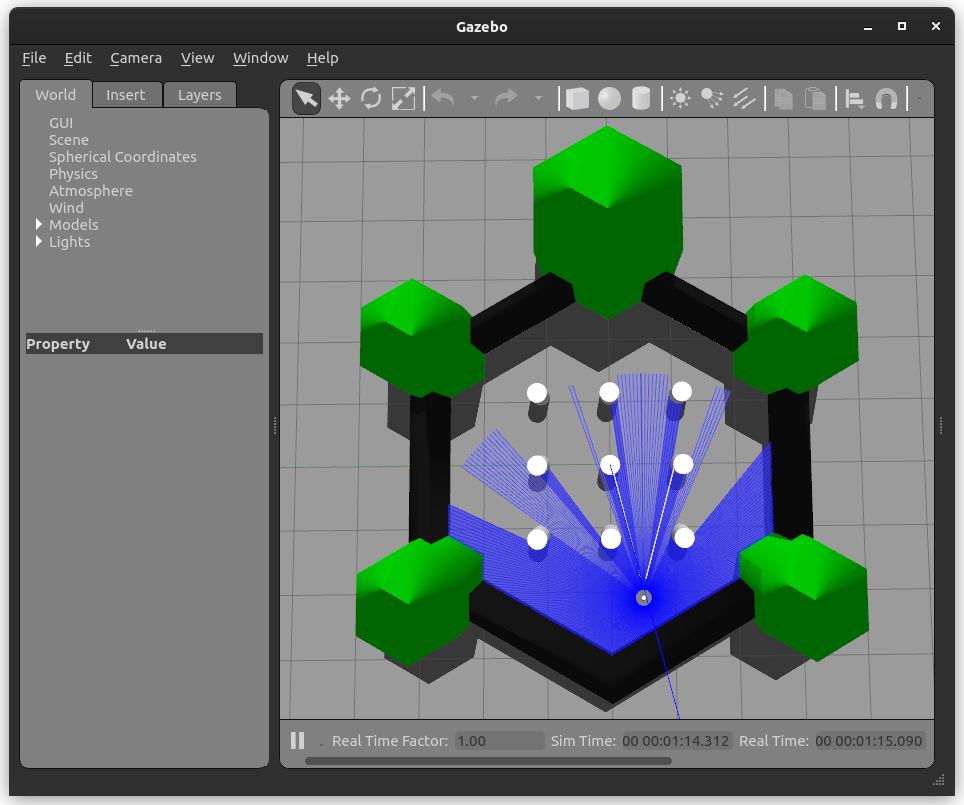 Gazebo
File Edit Camera View Window Help
World Insert Layers
GUI
Scene
Spherical Coordinates
Physics
Atmosphere
Wind
Models
Lights
Property Value
Real Time Factor: 1.00 Sim Time: 00 00:01:14.312 Real Time: 00 00:01:15.090